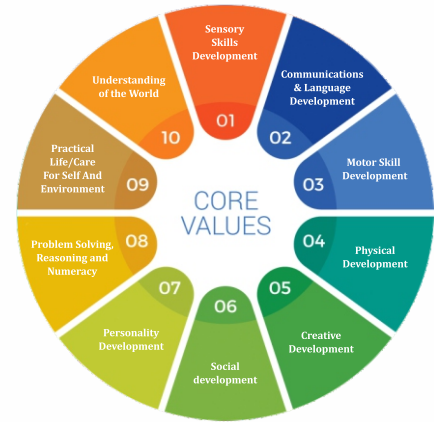 Sensory
Skills
Development
01
Communications
& Language
Development
02
Motor Skill
Development
03
Physical
Development
04
Creative
Development
05
Social
development
06
Personality
Development
07
Problem Solving,
Reasoning and
Numeracy
08
Practical
Life/Care
For Self And
Environment
09
Understanding
of the World
10
CORE
VALUES